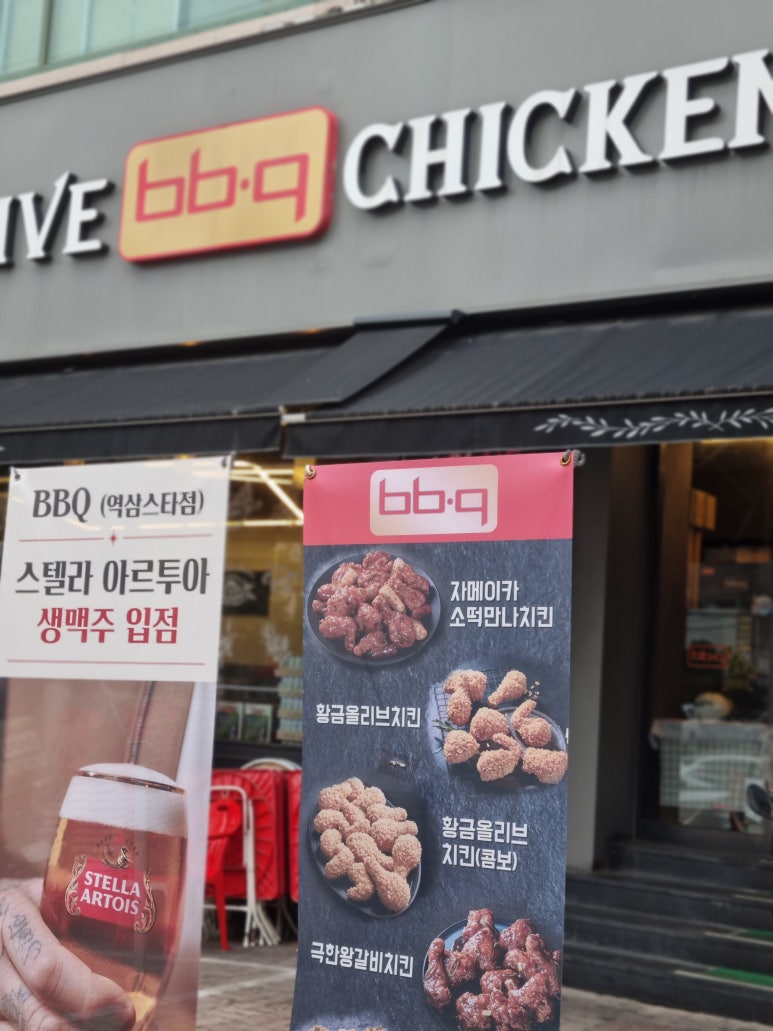 IVE bb.q CHICKEN
BBQ (역삼스타점)
스텔라 아르투아
생맥주 입점
STELLA
ARTOIS
bb.q
자메이카
소떡만나치킨
황금올리브치킨
황금올리브
치킨(콤보)
극한왕갈비치킨